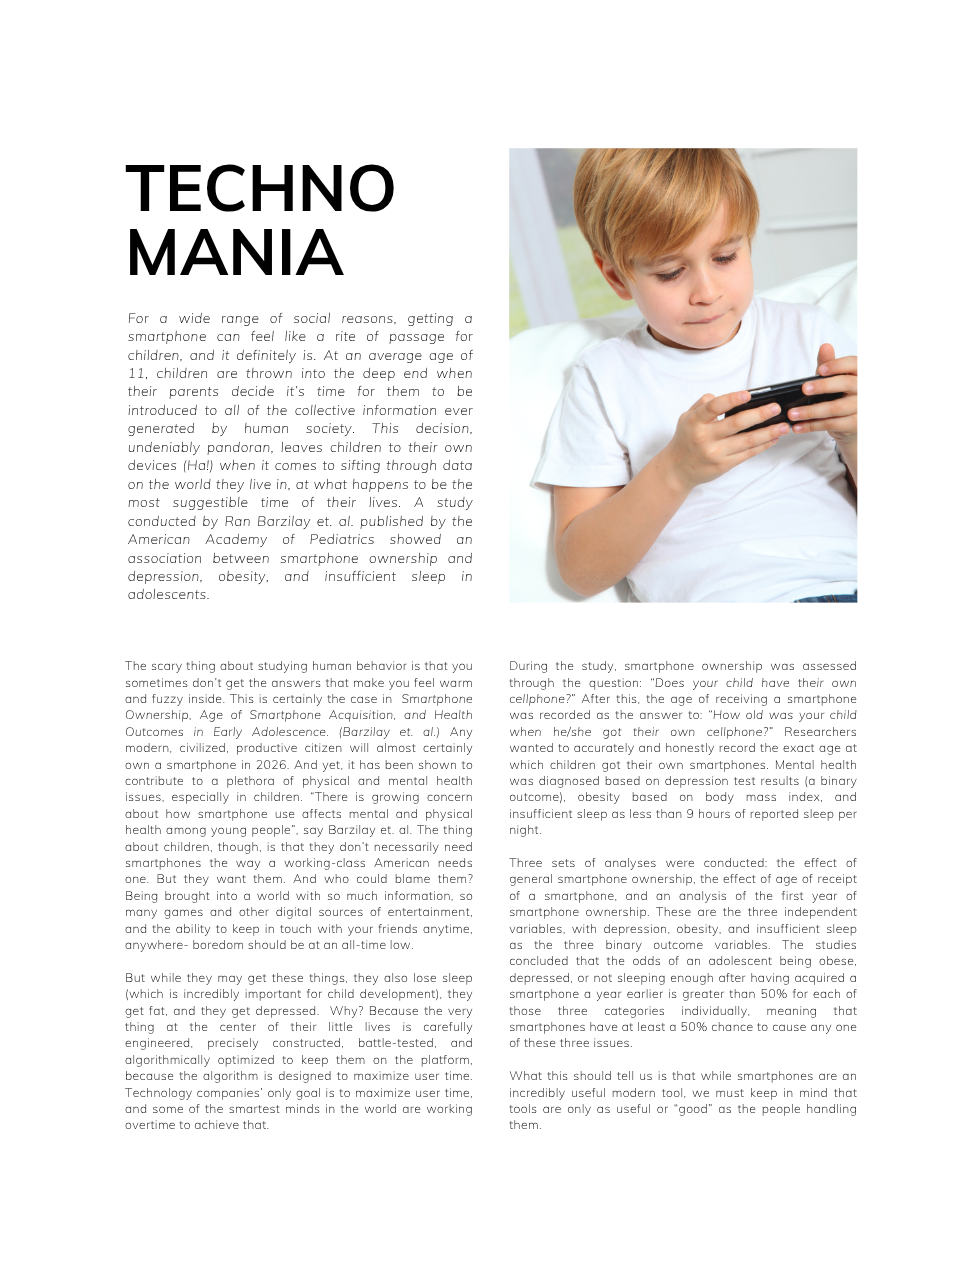 TECHNO
MANIA
For a wide range of social reasons, getting a
smartphone can feel like a rite of passage for
children, and it definitely is. At an average age of
11, children are thrown into the deep end when
their parents decide it’s time for them to be
introduced to all of the collective information ever
generated by human society. This decision,
undeniably pandoran, leaves children to their own
devices (Ha!) when it comes to sifting through data
on the world they live in, at what happens to be the
most suggestible time of their lives. A study
conducted by Ran Barzilay et. al. published by the
American Academy of Pediatrics showed an
association between smartphone ownership and
depression, obesity, and insufficient sleep in
adolescents.
The scary thing about studying human behavior is that you
sometimes don’t get the answers that make you feel warm
and fuzzy inside. This is certainly the case in Smartphone
Ownership, Age of Smartphone Acquisition, and Health
Outcomes in Early Adolescence. (Barzilay et. al.) Any
modern, civilized, productive citizen will almost certainly
own a smartphone in 2026. And yet, it has been shown to
contribute to a plethora of physical and mental health
issues, especially in children. “There is growing concern
about how smartphone use affects mental and physical
health among young people”, say Barzilay et. al. The thing
about children, though, is that they don’t necessarily need
smartphones the way a working-class American needs
one. But they want them. And who could blame them?
Being brought into a world with so much information, so
many games and other digital sources of entertainment,
and the ability to keep in touch with your friends anytime,
anywhere- boredom should be at an all-time low.
But while they may get these things, they also lose sleep
(which is incredibly important for child development), they
get fat, and they get depressed. Why? Because the very
thing at the center of their little lives is carefully
engineered, precisely constructed, battle-tested, and
algorithmically optimized to keep them on the platform,
because the algorithm is designed to maximize user time.
Technology companies’ only goal is to maximize user time,
and some of the smartest minds in the world are working
overtime to achieve that.
During the study, smartphone ownership was assessed
through the question: “Does your child have their own
cellphone?” After this, the age of receiving a smartphone
was recorded as the answer to: “How old was your child
when he/she got their own cellphone?” Researchers
wanted to accurately and honestly record the exact age at
which children got their own smartphones. Mental health
was diagnosed based on depression test results (a binary
outcome), obesity based on body mass index, and
insufficient sleep as less than 9 hours of reported sleep per
night.
Three sets of analyses were conducted: the effect of
general smartphone ownership, the effect of age of receipt
of a smartphone, and an analysis of the first year of
smartphone ownership. These are the three independent
variables, with depression, obesity, and insufficient sleep
as the three binary outcome variables. The studies
concluded that the odds of an adolescent being obese,
depressed, or not sleeping enough after having acquired a
smartphone a year earlier is greater than 50% for each of
those three categories individually, meaning that
smartphones have at least a 50% chance to cause any one
of these three issues.
What this should tell us is that while smartphones are an
incredibly useful modern tool, we must keep in mind that
tools are only as useful or “good” as the people handling
them.